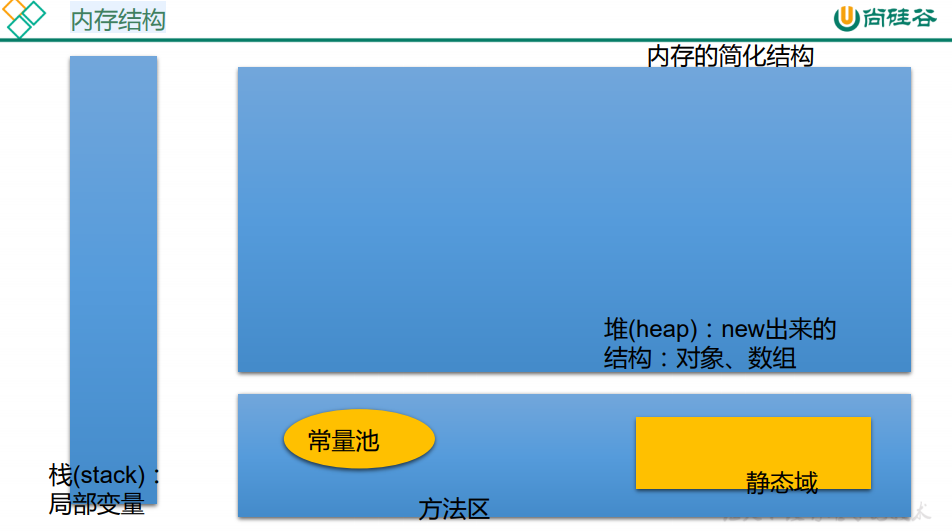 内存结构
尚硅谷
内存的简化结构
堆(heap)：new出来的
结构：对象、数组
常量池
静态域
栈(stack)：
局部变量
方法区